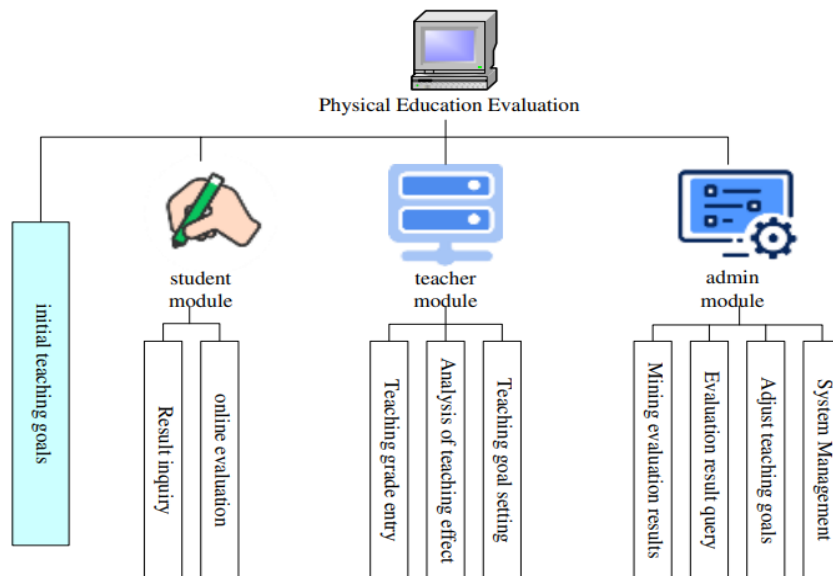 Physical Education Evaluation
initial teaching goals
student
module
Result inquiry
online evaluation
teacher
module
Teaching grade entry
Analysis of teaching effect
Teaching goal setting
admin
module
Mining evaluation results
Evaluation result query
Adjust teaching goals
System Management